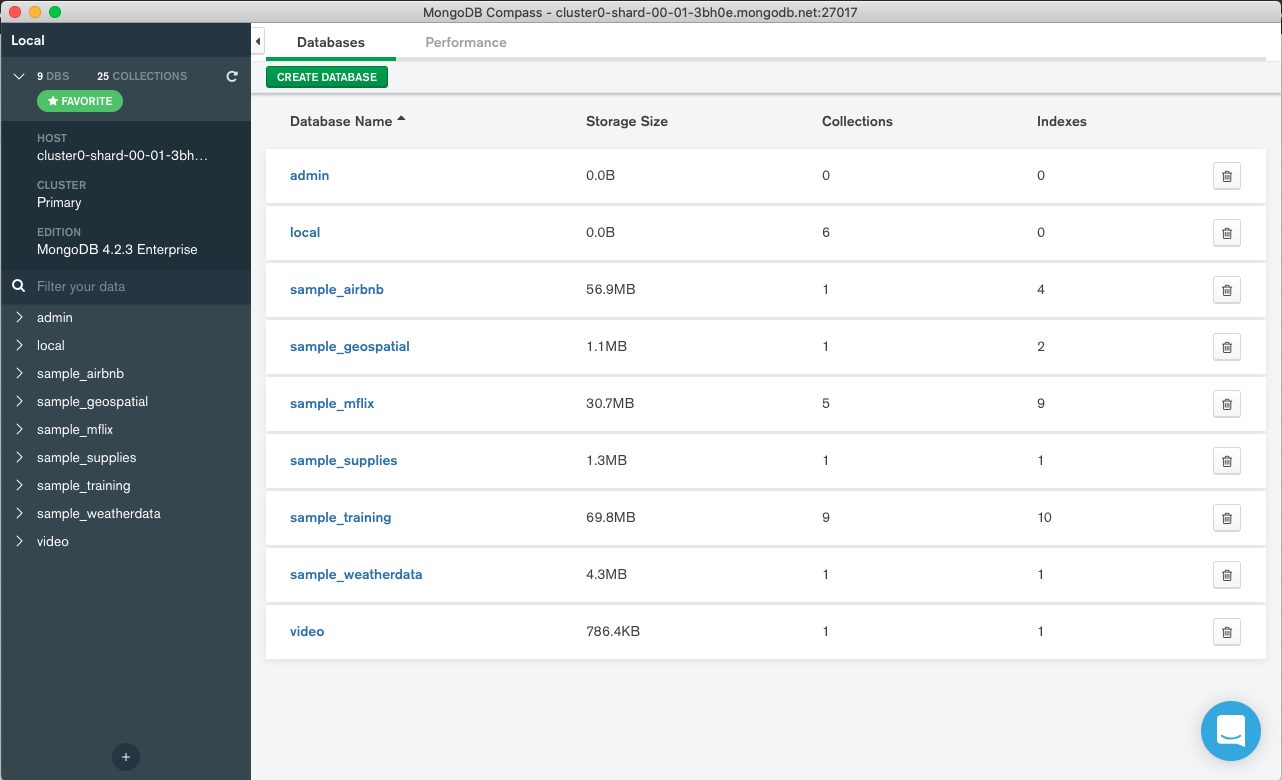 MongoDB Compass - cluster0-shard-00-01-3bh0e.mongodb.net:27017
Local
9 DBS 25 COLLECTIONS
FAVORITE
HOST
cluster0-shard-00-01-3bh…
CLUSTER
Primary
EDITION
MongoDB 4.2.3 Enterprise
Filter your data
admin
local
sample_airbnb
sample_geospatial
sample_mflix
sample_supplies
sample_training
sample_weatherdata
video
Databases Performance
CREATE DATABASE
Database Name Storage Size Collections Indexes
admin 0.0B 0 0
local 0.0B 6 0
sample_airbnb 56.9MB 1 4
sample_geospatial 1.1MB 1 2
sample_mflix 30.7MB 5 9
sample_supplies 1.3MB 1 1
sample_training 69.8MB 9 10
sample_weatherdata 4.3MB 1 1
video 786.4KB 1 1